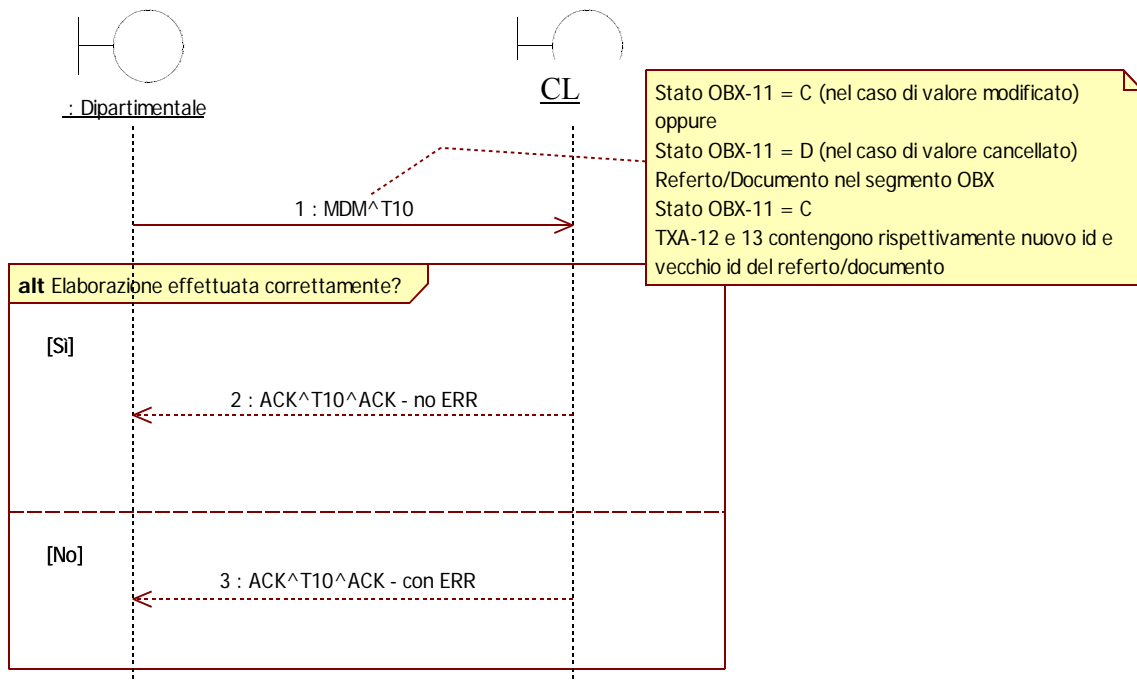 : Dipartimentale
CL
Stato OBX-11 = C (nel caso di valore modificato)
oppure
Stato OBX-11 = D (nel caso di valore cancellato)
Referto/Documento nel segmento OBX
Stato OBX-11 = C
TXA-12 e 13 contengono rispettivamente nuovo id e
vecchio id del referto/documento
1 : MDM^T10
alt Elaborazione effettuata correttamente?
[Sì]
2 : ACK^T10^ACK - no ERR
[No]
3 : ACK^T10^ACK - con ERR